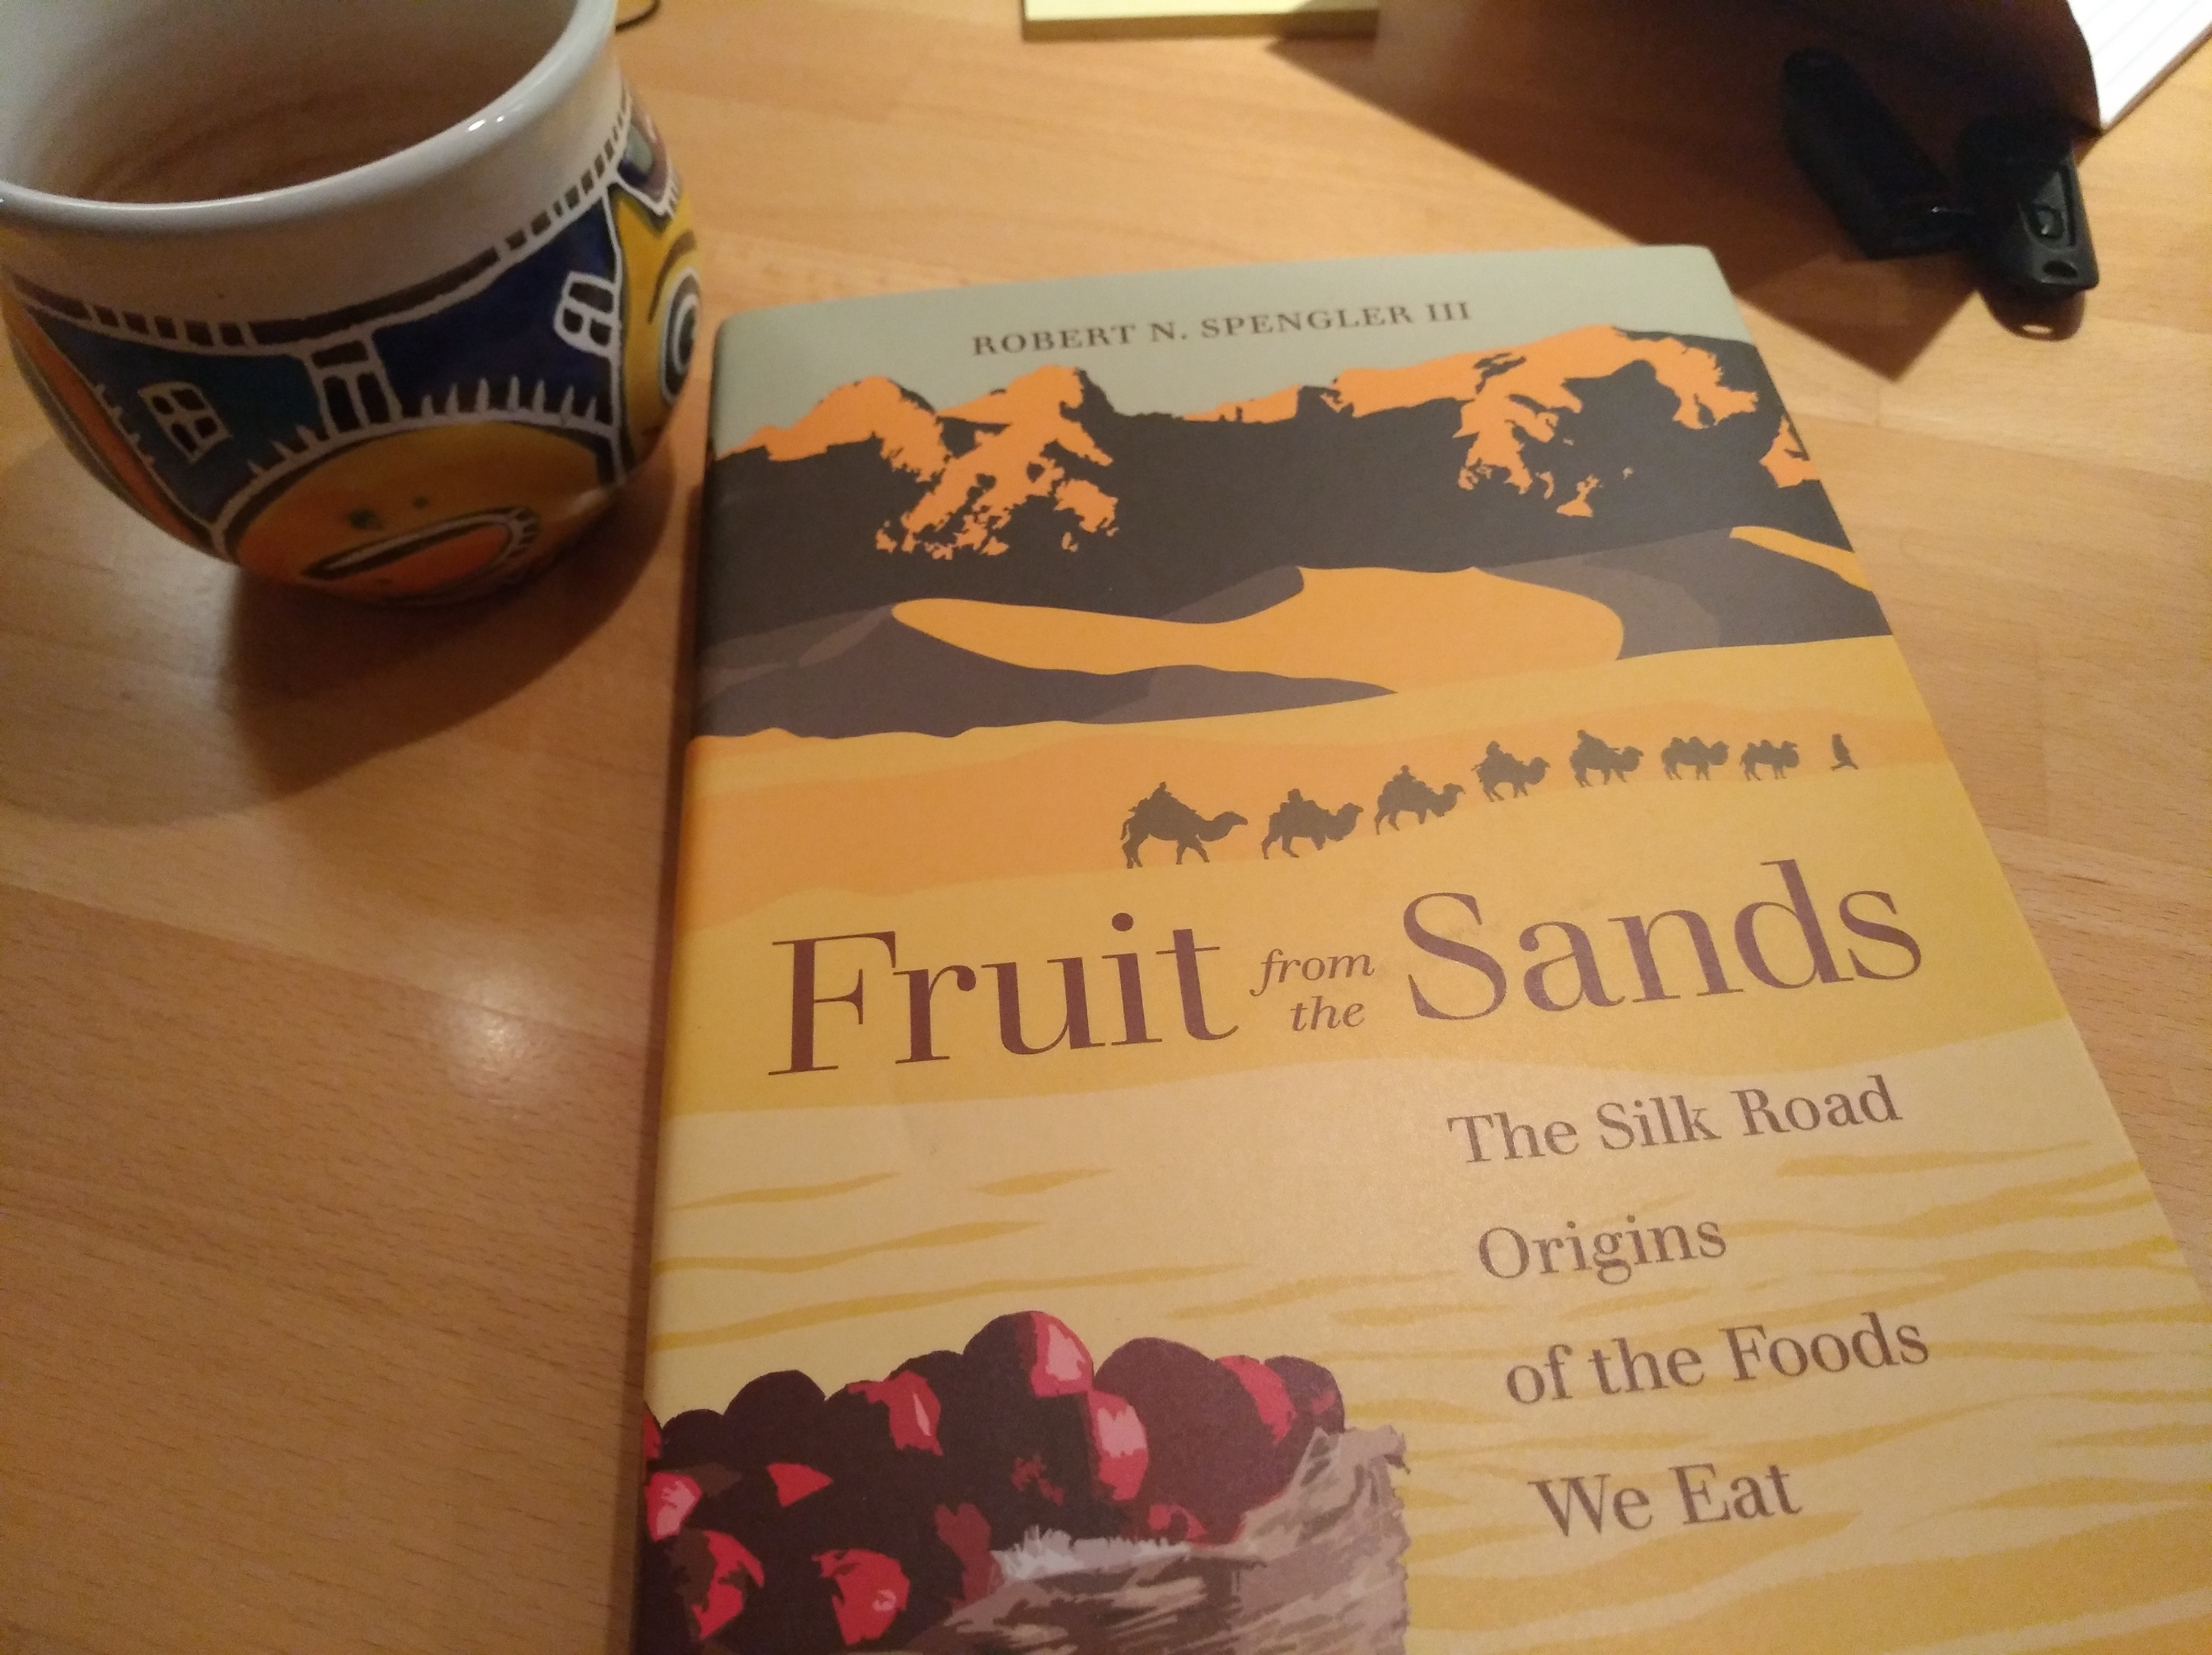 ROBERT N. SPENGLER III
Fruit from the Sands
The Silk Road
Origins
of the Foods
We Eat